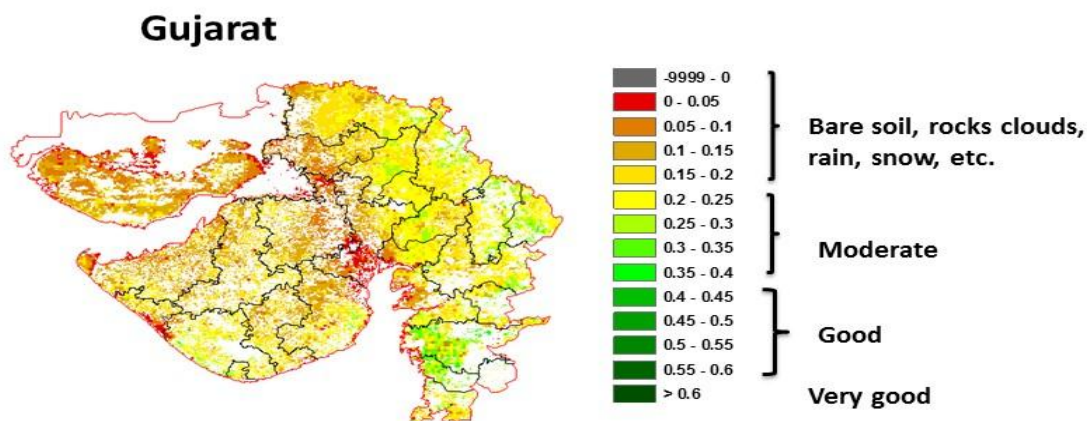 Gujarat
-9999 - 0
0 - 0.05
0.05 - 0.1
0.1 - 0.15
0.15 - 0.2
0.2 - 0.25
0.25 - 0.3
0.3 - 0.35
0.35 - 0.4
0.4 - 0.45
0.45 - 0.5
0.5 - 0.55
0.55 - 0.6
> 0.6
Bare soil, rocks clouds,
rain, snow, etc.
Moderate
Good
Very good